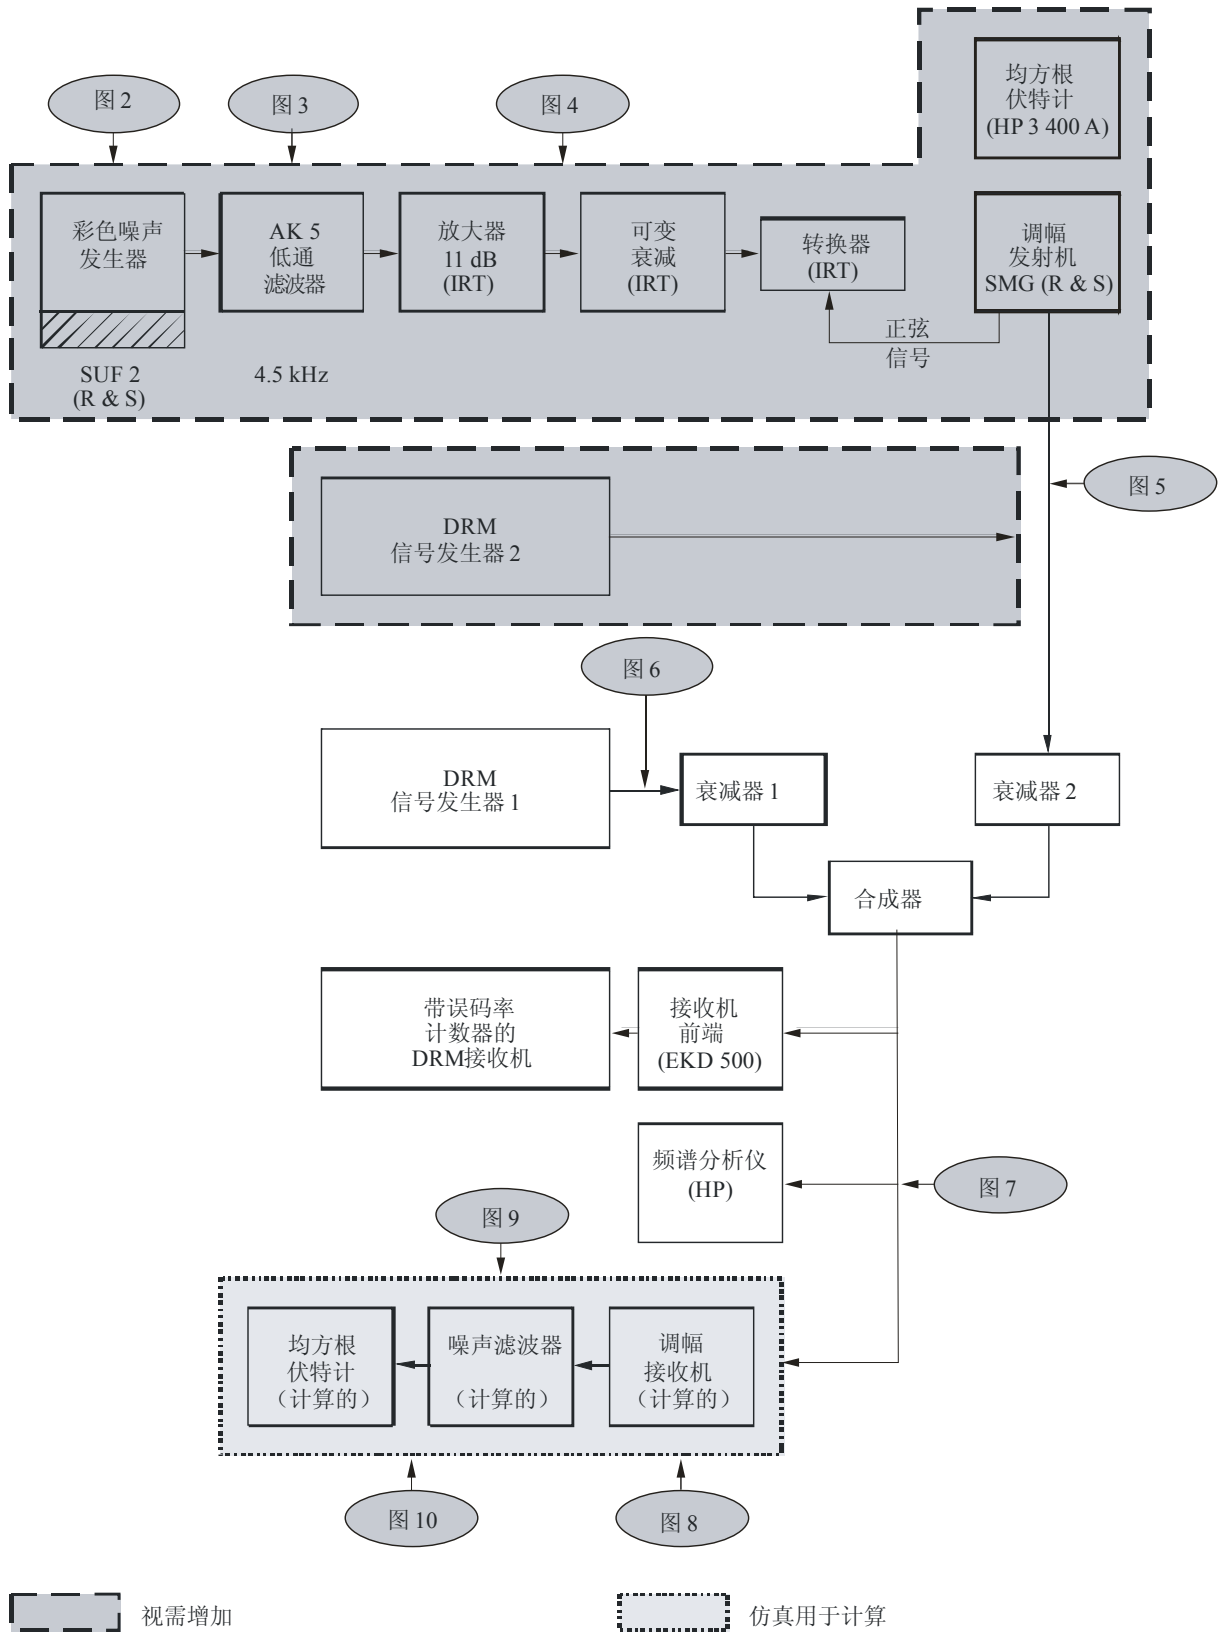 均方根
伏特计
(HP 3 400 A)
图 2
图 3
图 4
彩色噪声
发生器
AK 5
低通
滤波器
放大器
11 dB
(IRT)
可变
衰减
(IRT)
转换器
(IRT)
调幅
发射机
SMG (R & S)
正弦
信号
SUF 2
(R & S)
4.5 kHz
图 5
DRM
信号发生器 2
图 6
DRM
信号发生器 1
衰减器 1
衰减器 2
合成器
带误码率
计数器的
DRM接收机
接收机
前端
(EKD 500)
频谱分析仪
(HP)
图 7
图 9
均方根
伏特计
（计算的）
噪声滤波器
（计算的）
调幅
接收机
（计算的）
图 10
图 8
视需增加
仿真用于计算